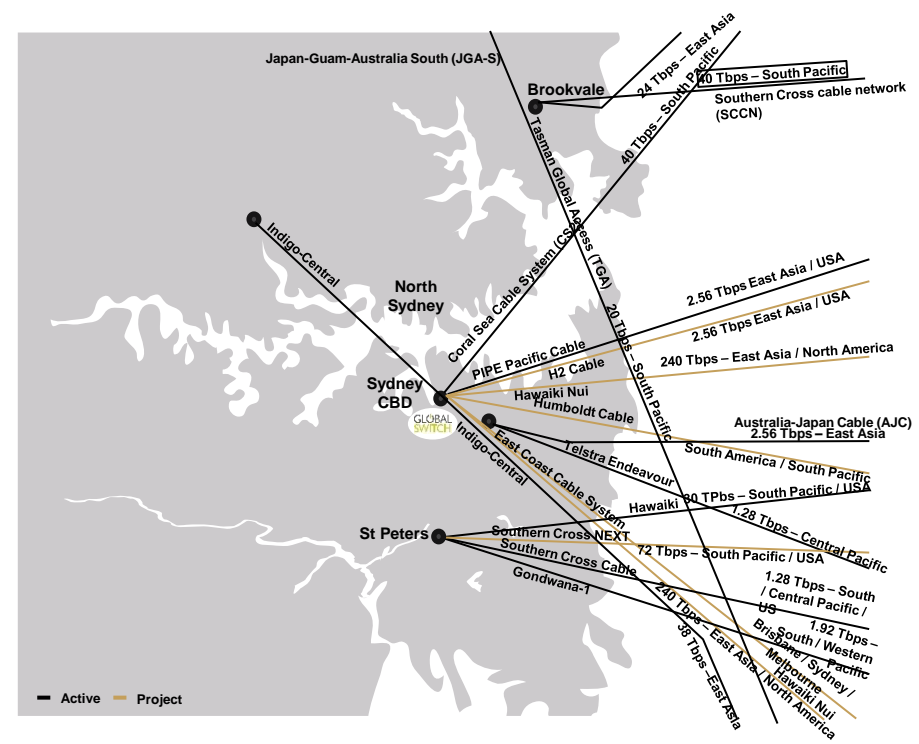 24 Tbps – East Asia
Japan-Guam-Australia South (JGA-S)
40 Tbps – South Pacific
40 Tbps – South Pacific
Brookvale
Southern Cross cable network
(SCCN)
Tasman Global Access (TGA)
Indigo-Central
Coral Sea Cable System (CS²)
North
Sydney
2.56 Tbps East Asia / USA
2.56 Tbps East Asia / USA
20 Tbps – South Pacific
PIPE Pacific Cable
240 Tbps – East Asia / North America
H2 Cable
Sydney
CBD
Hawaiki Nui
Humboldt Cable
GLOBAL
SWITCH
Australia-Japan Cable (AJC)
2.56 Tbps – East Asia
Indigo-Central
East Coast Cable System
Telstra Endeavour
South America / South Pacific
Hawaiki
30 TPbs – South Pacific / USA
1.28 Tbps – Central Pacific
St Peters
Southern Cross NEXT
72 Tbps – South Pacific / USA
Southern Cross Cable
Gondwana-1
1.28 Tbps – South
/ Central Pacific /
US
1.92 Tbps –
South / Western
Pacific
240 Tbps – East Asia / North America
38 Tbps –East Asia
Brisbane / Sydney /
Melbourne
Hawaiki Nui
Active
Project